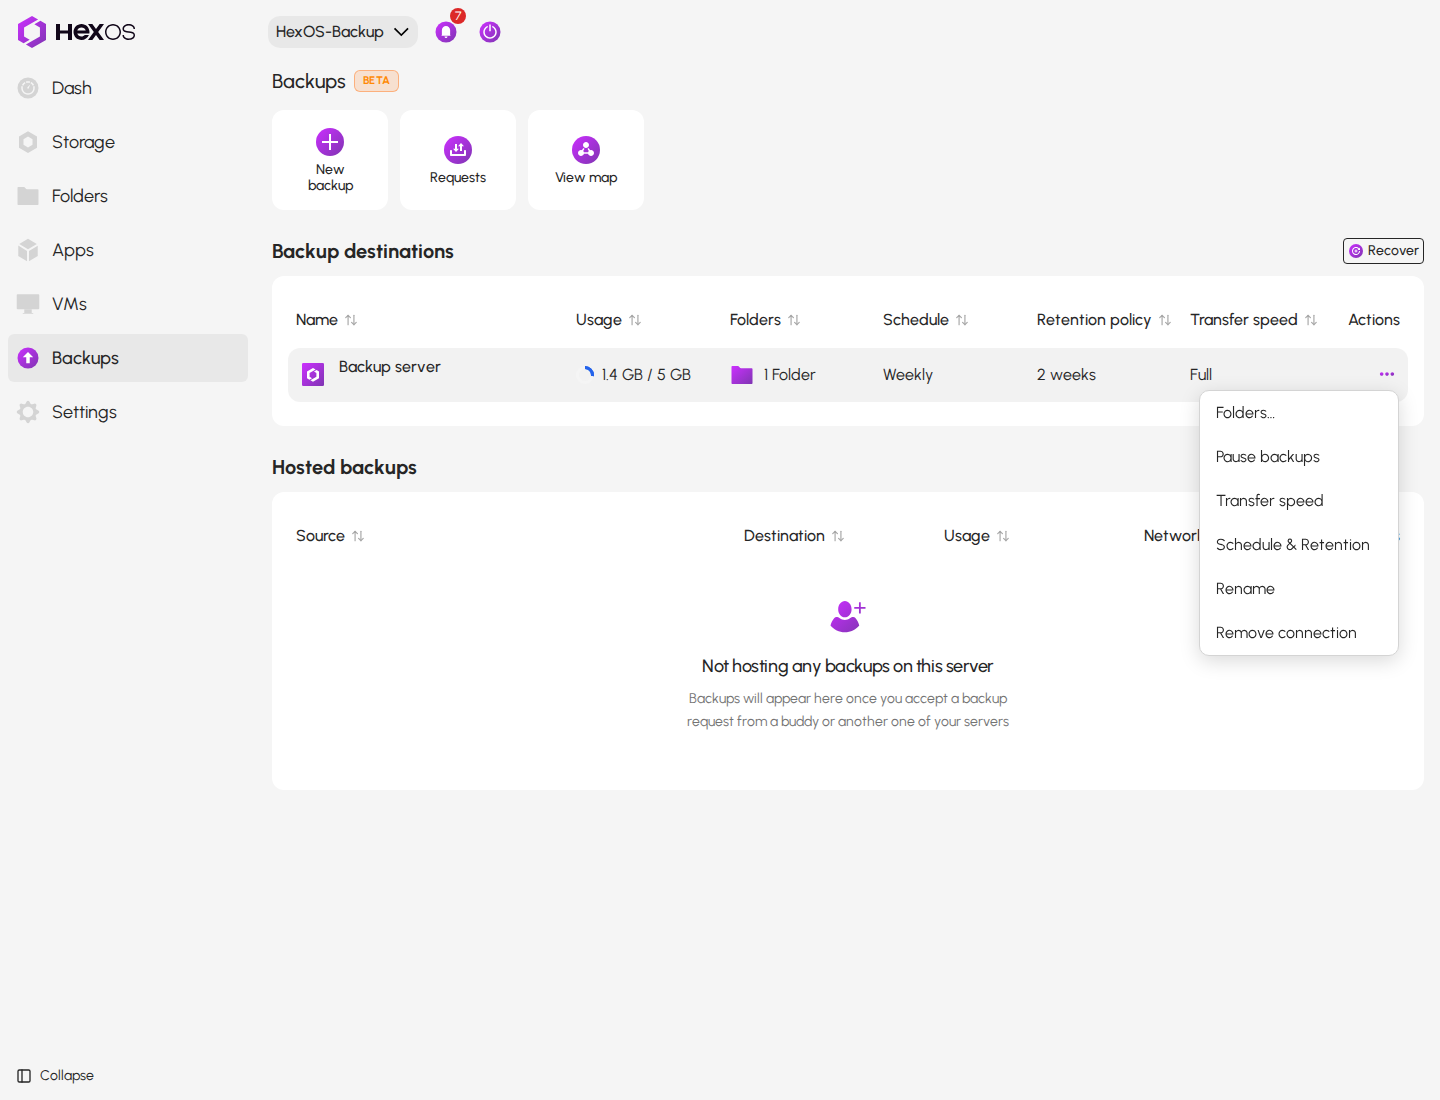 HexOS
HexOS-Backup
7
Dash
Storage
Folders
Apps
VMs
Backups
Settings
Collapse
Backups BETA
New
backup
Requests
View map
Backup destinations
Recover
Name Usage Folders Schedule Retention policy Transfer speed Actions
Backup server 1.4 GB / 5 GB 1 Folder Weekly 2 weeks Full
Folders...
Pause backups
Transfer speed
Schedule & Retention
Rename
Remove connection
Hosted backups
Source Destination Usage
Not hosting any backups on this server
Backups will appear here once you accept a backup
request from a buddy or another one of your servers